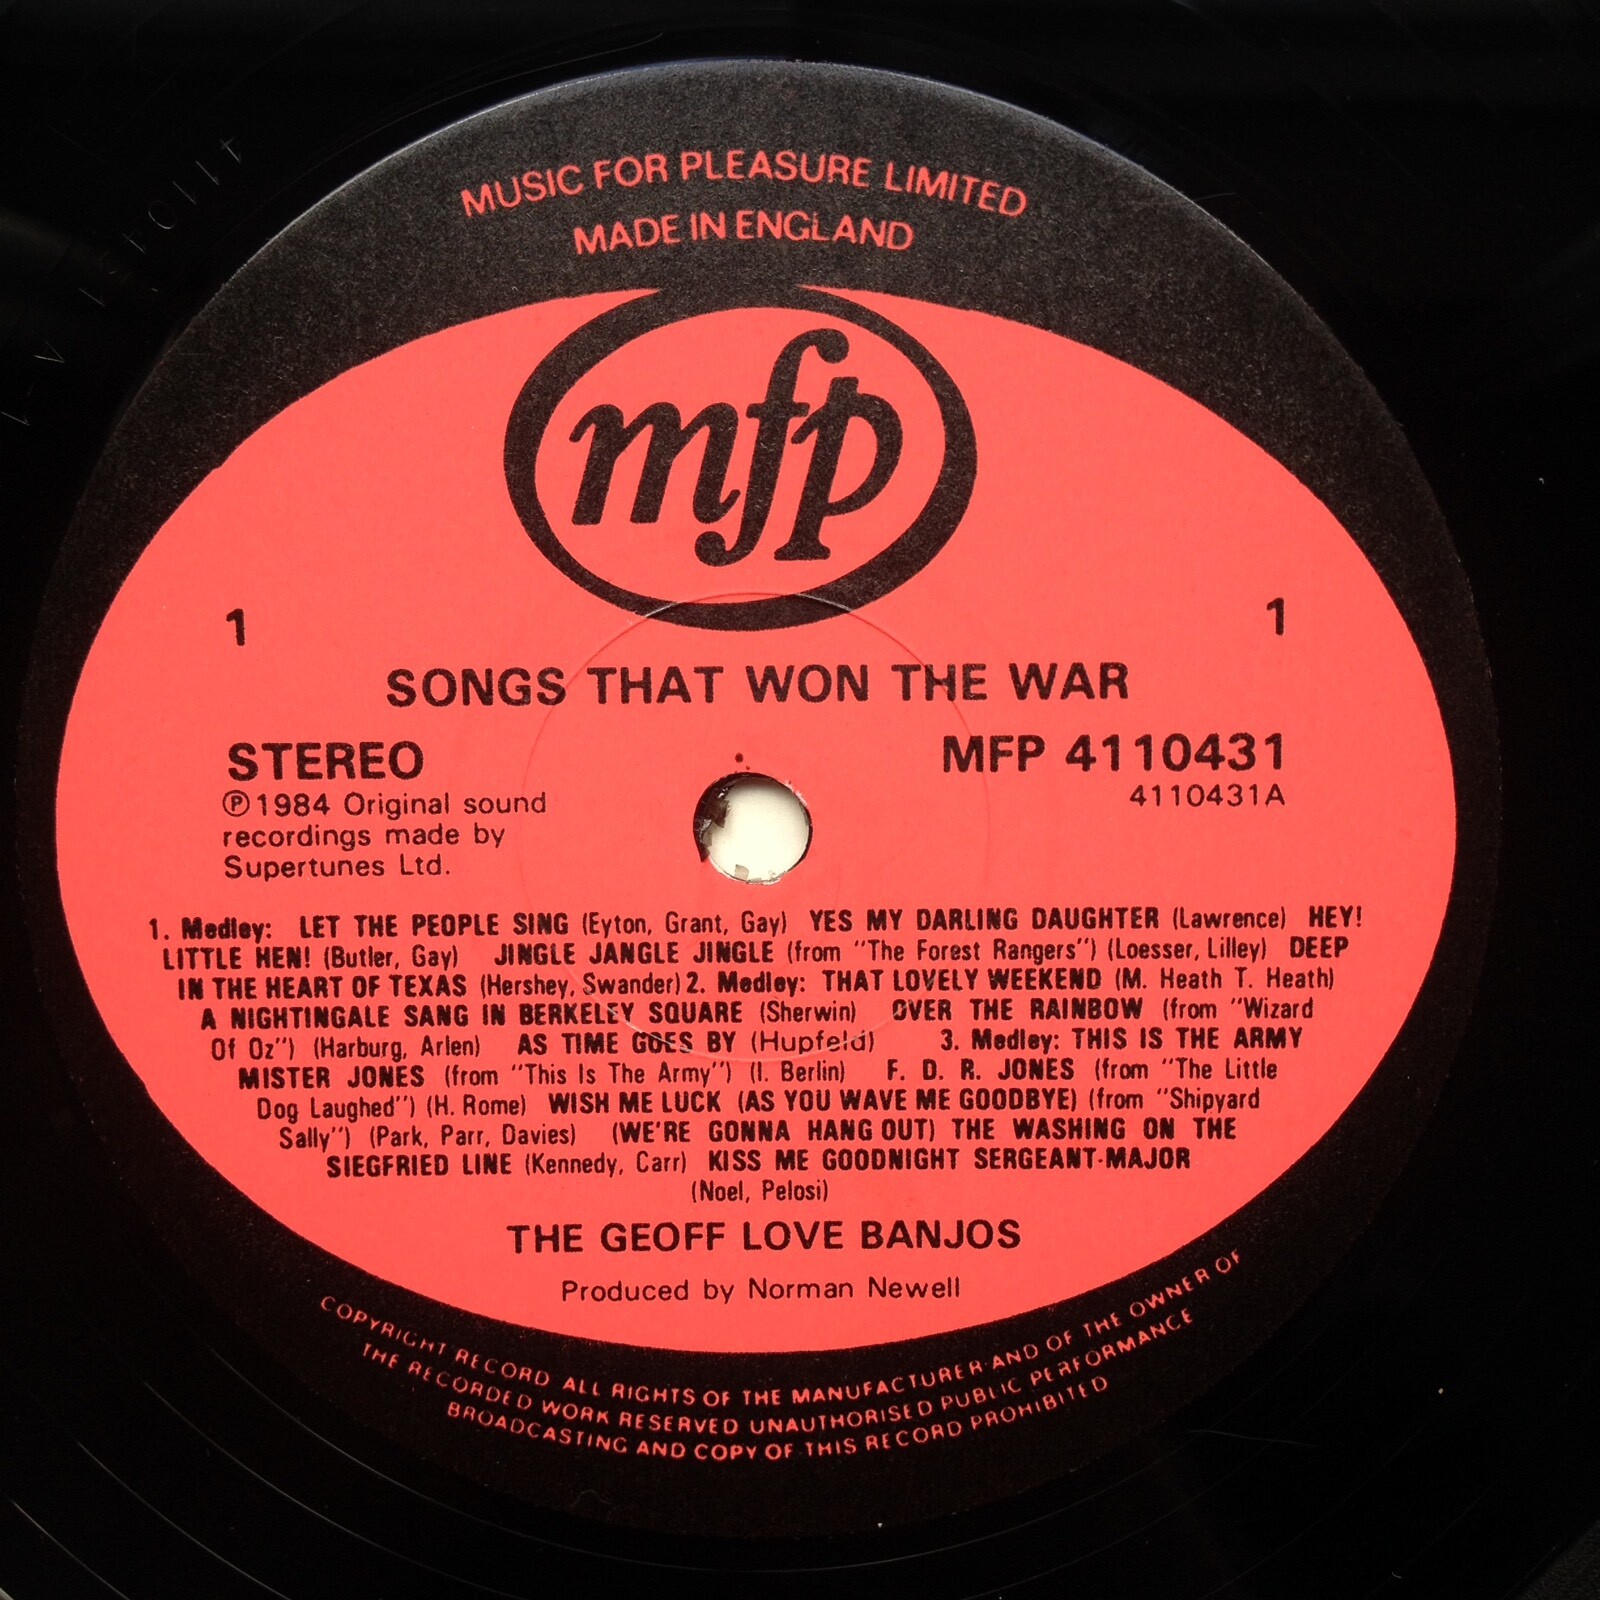 MUSIC FOR PLEASURE LIMITED
MADE IN ENGLAND
mfp
1
1
SONGS THAT WON THE WAR
STEREO
MFP 4110431
4110431A
℗1984 Original sound
recordings made by
Supertunes Ltd.
1. Medley: LET THE PEOPLE SING (Eyton, Grant, Gay) YES MY DARLING DAUGHTER (Lawrence) HEY!
LITTLE HEN! (Butler, Gay) JINGLE JANGLE JINGLE (from "The Forest Rangers") (Loesser, Lilley) DEEP
IN THE HEART OF TEXAS (Hershey, Swander) 2. Medley: THAT LOVELY WEEKEND (M. Heath T. Heath)
A NIGHTINGALE SANG IN BERKELEY SQUARE (Sherwin) OVER THE RAINBOW (from "Wizard
Of Oz") (Harburg, Arlen) AS TIME GOES BY (Hupfeld) 3. Medley: THIS IS THE ARMY
MISTER JONES (from "This Is The Army") (I. Berlin) F. D. R. JONES (from "The Little
Dog Laughed") (H. Rome) WISH ME LUCK (AS YOU WAVE ME GOODBYE) (from "Shipyard
Sally") (Park, Parr, Davies) (WE'RE GONNA HANG OUT) THE WASHING ON THE
SIEGFRIED LINE (Kennedy, Carr) KISS ME GOODNIGHT SERGEANT-MAJOR
(Noel, Pelosi)
THE GEOFF LOVE BANJOS
Produced by Norman Newell
COPYRIGHT RECORD ALL RIGHTS OF THE MANUFACTURER AND OF THE OWNER OF
THE RECORDED WORK RESERVED UNAUTHORISED PUBLIC PERFORMANCE
BROADCASTING AND COPY OF THIS RECORD PROHIBITED